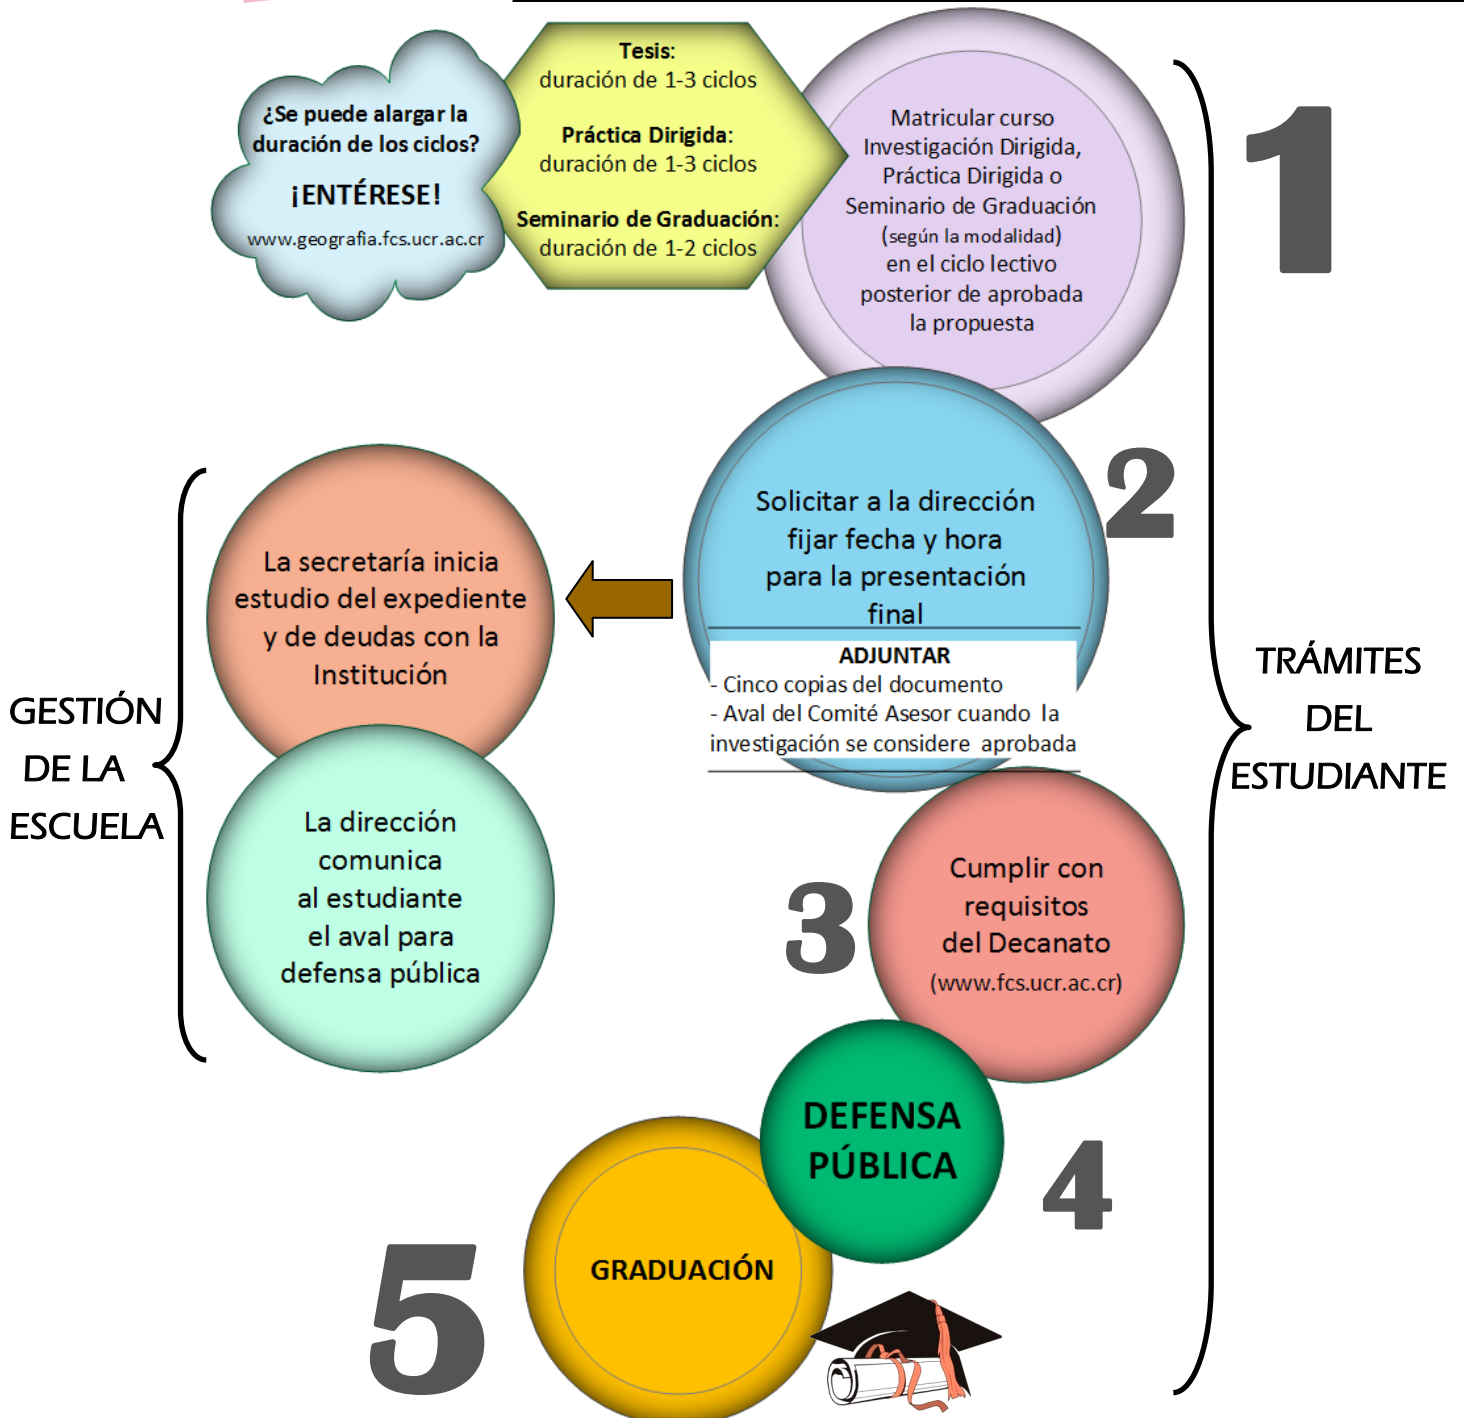 ¿Se puede alargar la
duración de los ciclos?
¡ENTÉRESE!
www.geografia.fcs.ucr.ac.cr
Tesis:
duración de 1-3 ciclos
Práctica Dirigida:
duración de 1-3 ciclos
Seminario de Graduación:
duración de 1-2 ciclos
Matricular curso
Investigación Dirigida,
Práctica Dirigida o
Seminario de Graduación
(según la modalidad)
en el ciclo lectivo
posterior de aprobada
la propuesta
1
Solicitar a la dirección
fijar fecha y hora
para la presentación
final
ADJUNTAR
- Cinco copias del documento
- Aval del Comité Asesor cuando la
investigación se considere aprobada
2
La secretaría inicia
estudio del expediente
y de deudas con la
Institución
La dirección
comunica
al estudiante
el aval para
defensa pública
GESTIÓN
DE LA
ESCUELA
TRÁMITES
DEL
ESTUDIANTE
3
Cumplir con
requisitos
del Decanato
(www.fcs.ucr.ac.cr)
DEFENSA
PÚBLICA
4
5
GRADUACIÓN